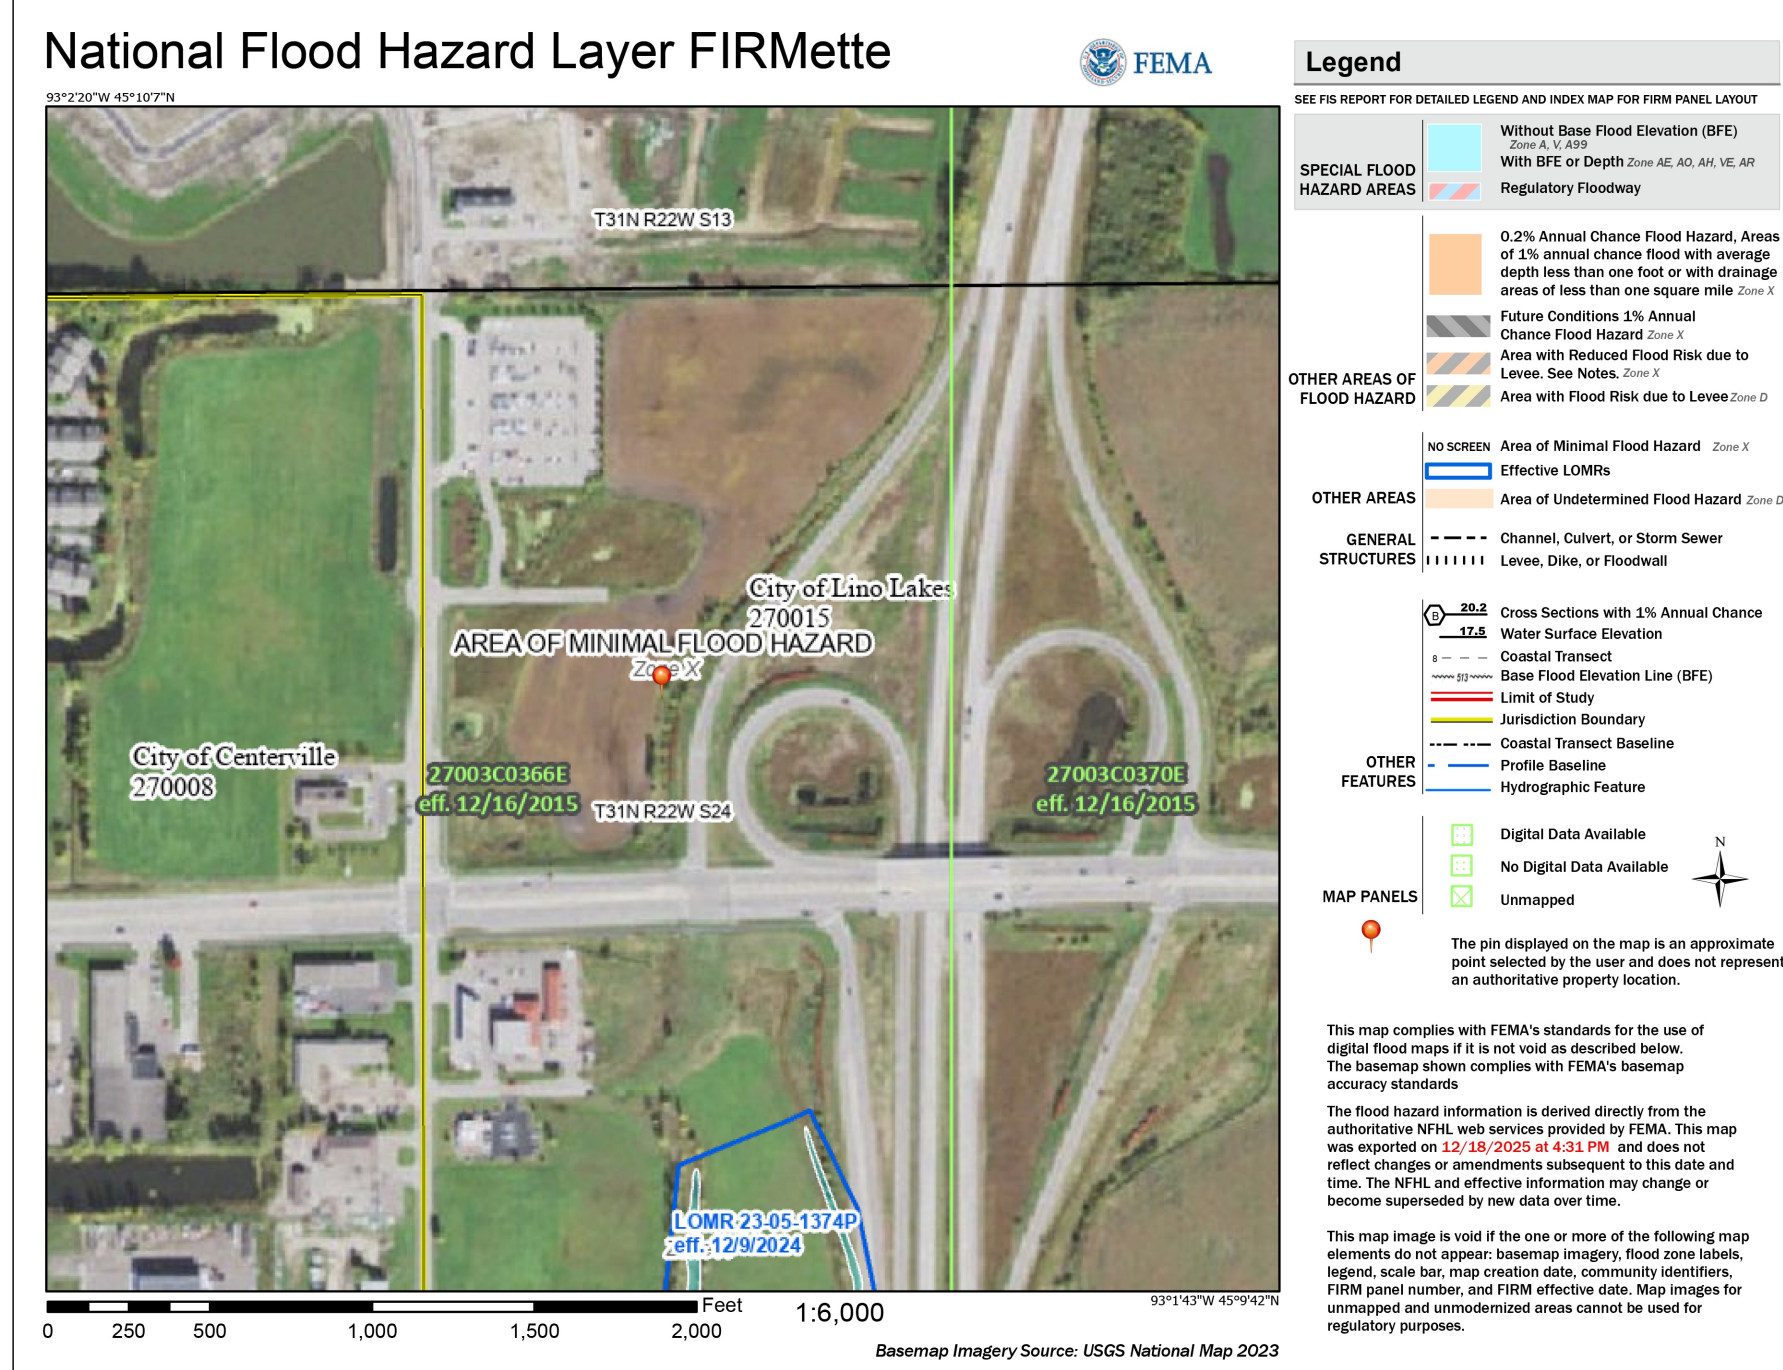 National Flood Hazard Layer FIRMette
FEMA
93°2'20"W 45°10'7"N
T31N R22W S13
City of Lino Lakes
270015
AREA OF MINIMAL FLOOD HAZARD
Zone X
City of Centerville
270008
27003C0366E
eff. 12/16/2015
T31N R22W S24
27003C0370E
eff. 12/16/2015
LOMR 23-05-1374P
eff. 12/9/2024
93°1'43"W 45°9'42"N
Feet
1:6,000
0 250 500 1,000 1,500 2,000
Basemap Imagery Source: USGS National Map 2023
Legend
SEE FIS REPORT FOR DETAILED LEGEND AND INDEX MAP FOR FIRM PANEL LAYOUT
SPECIAL FLOOD
HAZARD AREAS
Without Base Flood Elevation (BFE)
Zone A, V, A99
With BFE or Depth Zone AE, AO, AH, VE, AR
Regulatory Floodway
OTHER AREAS OF
FLOOD HAZARD
0.2% Annual Chance Flood Hazard, Areas
of 1% annual chance flood with average
depth less than one foot or with drainage
areas of less than one square mile Zone X
Future Conditions 1% Annual
Chance Flood Hazard Zone X
Area with Reduced Flood Risk due to
Levee. See Notes. Zone X
Area with Flood Risk due to Levee Zone D
OTHER AREAS
NO SCREEN Area of Minimal Flood Hazard Zone X
Effective LOMRs
Area of Undetermined Flood Hazard Zone D
GENERAL
STRUCTURES
Channel, Culvert, or Storm Sewer
Levee, Dike, or Floodwall
OTHER
FEATURES
B 20.2 Cross Sections with 1% Annual Chance
17.5 Water Surface Elevation
8 Coastal Transect
513 Base Flood Elevation Line (BFE)
Limit of Study
Jurisdiction Boundary
Coastal Transect Baseline
Profile Baseline
Hydrographic Feature
MAP PANELS
Digital Data Available
No Digital Data Available
Unmapped
N
The pin displayed on the map is an approximate
point selected by the user and does not represent
an authoritative property location.
This map complies with FEMA's standards for the use of
digital flood maps if it is not void as described below.
The basemap shown complies with FEMA's basemap
accuracy standards
The flood hazard information is derived directly from the
authoritative NFHL web services provided by FEMA. This map
was exported on 12/18/2025 at 4:31 PM and does not
reflect changes or amendments subsequent to this date and
time. The NFHL and effective information may change or
become superseded by new data over time.
This map image is void if the one or more of the following map
elements do not appear: basemap imagery, flood zone labels,
legend, scale bar, map creation date, community identifiers,
FIRM panel number, and FIRM effective date. Map images for
unmapped and unmodernized areas cannot be used for
regulatory purposes.